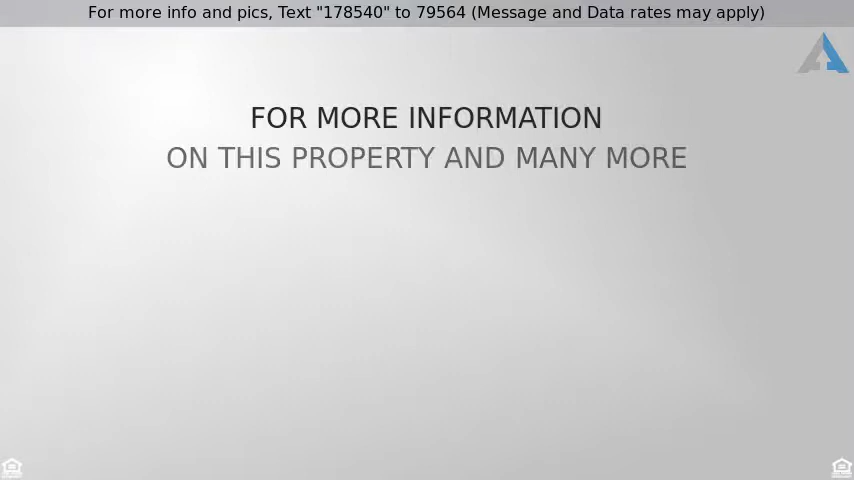 For more info and pics, Text "178540" to 79564 (Message and Data rates may apply)
FOR MORE INFORMATION
ON THIS PROPERTY AND MANY MORE